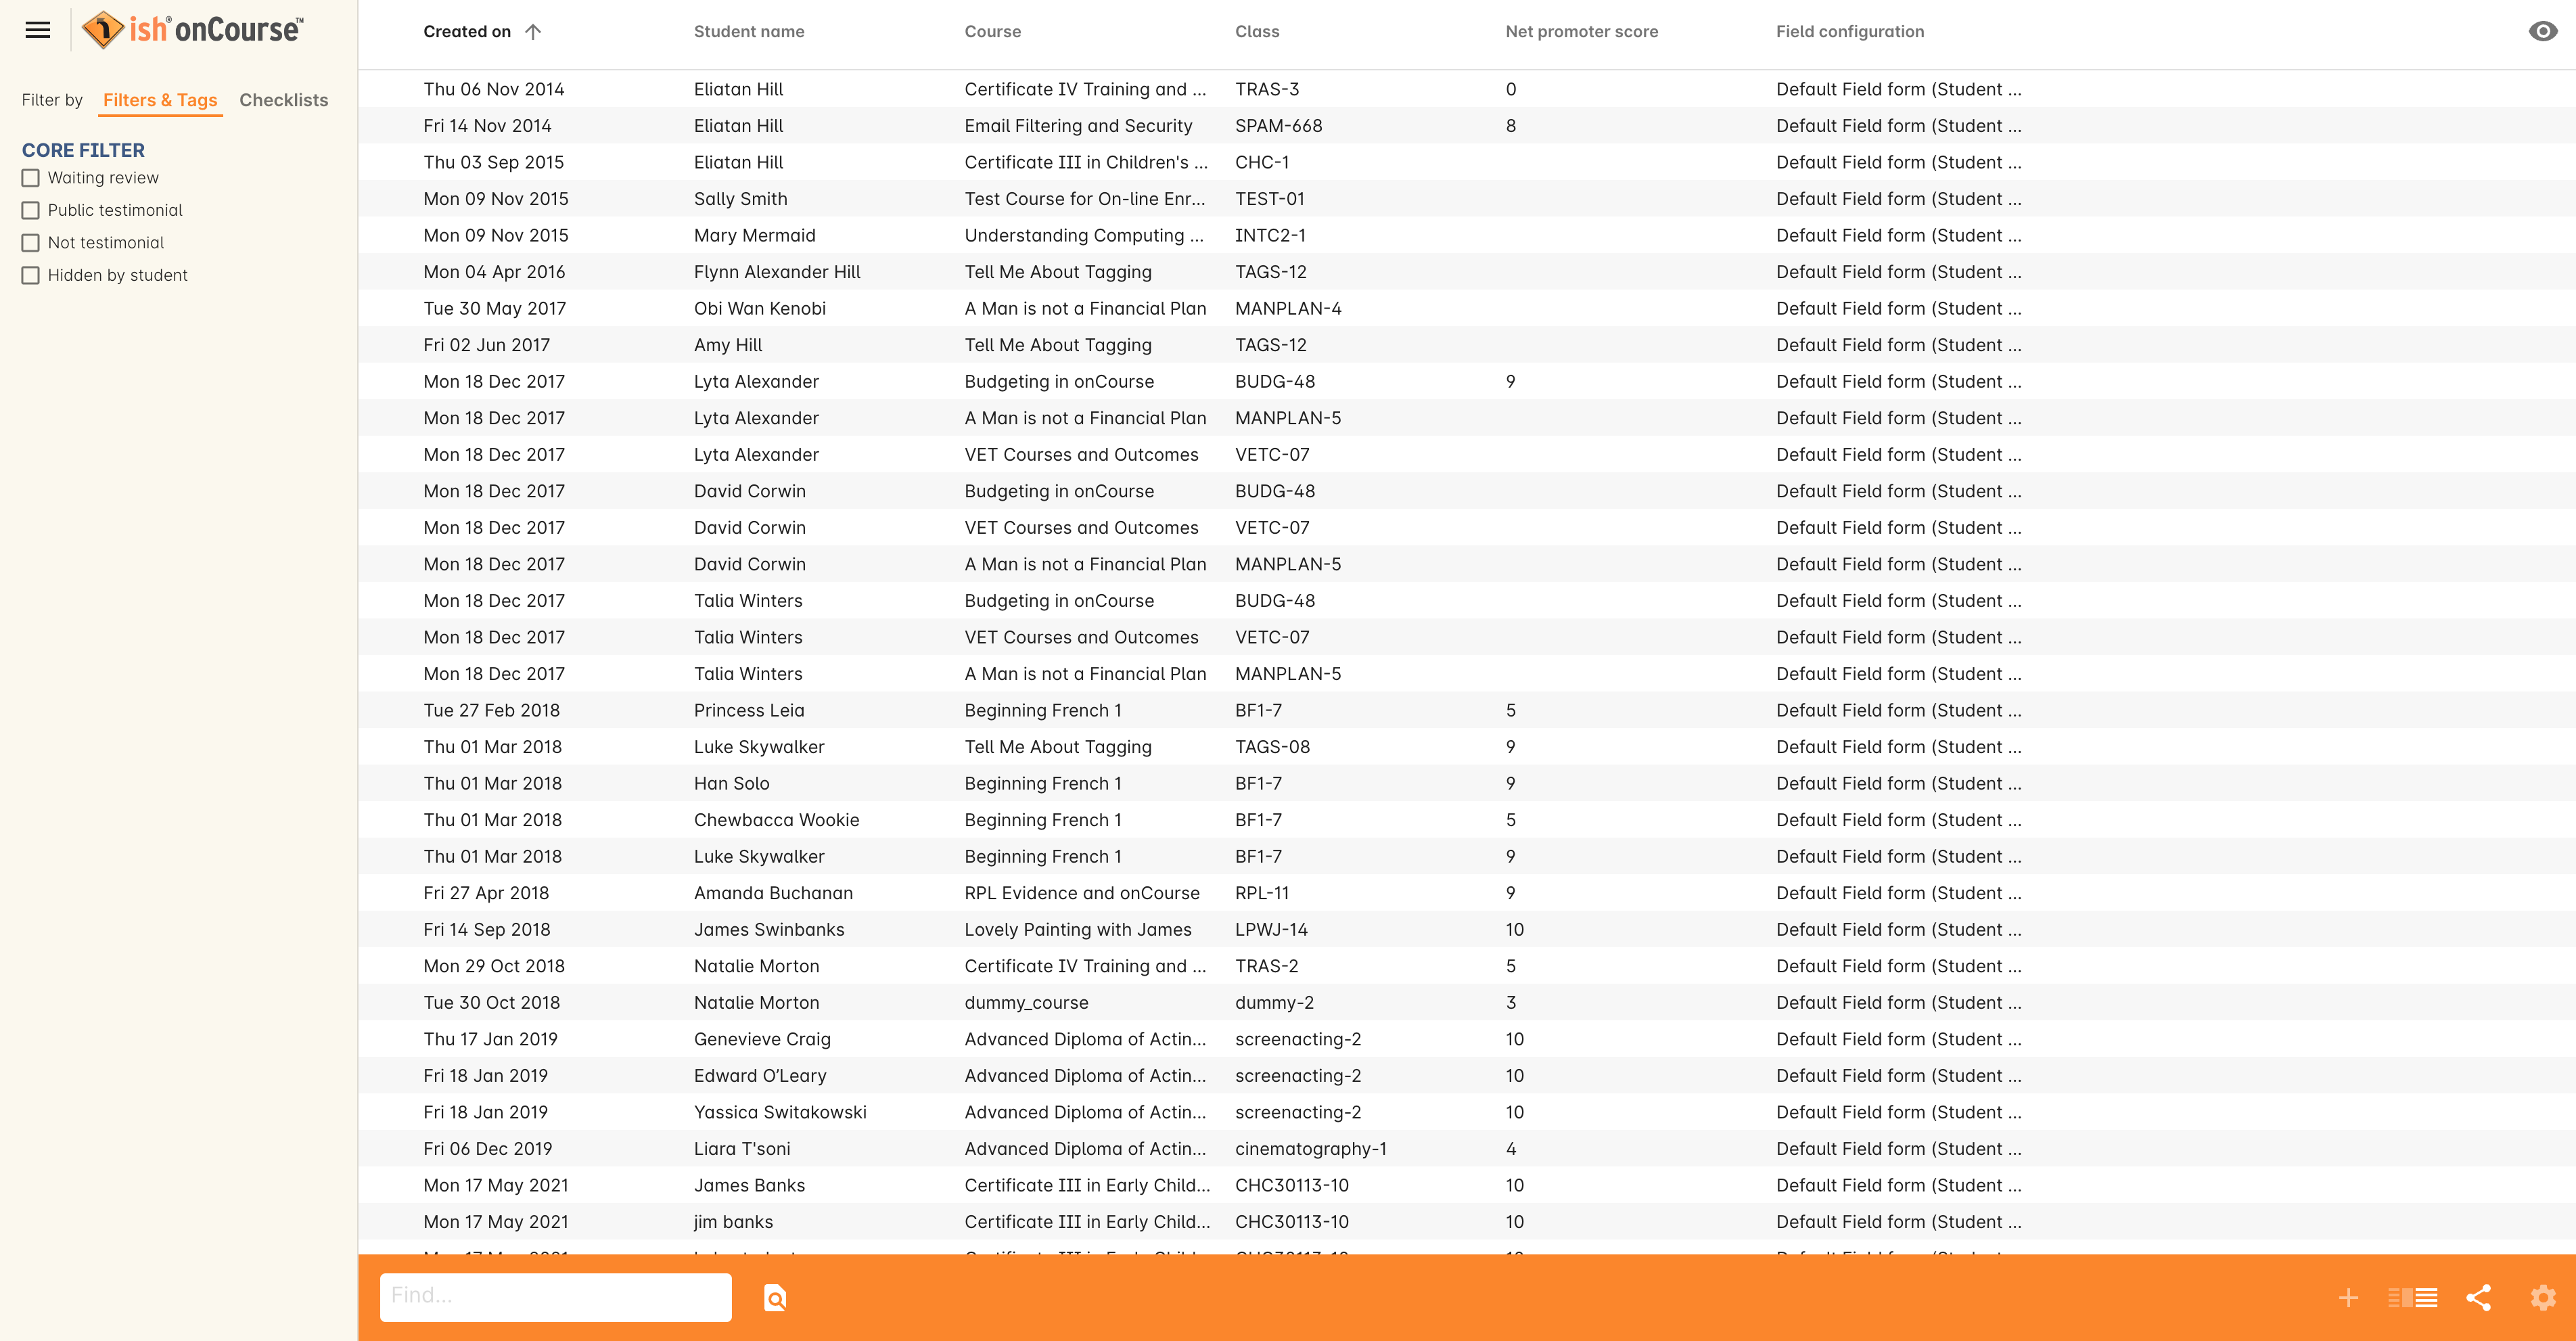 ish® onCourse™
Filter by Filters & Tags Checklists
CORE FILTER
Waiting review
Public testimonial
Not testimonial
Hidden by student
Created on Student name Course Class Net promoter score Field configuration
Thu 06 Nov 2014 Eliatan Hill Certificate IV Training and ... TRAS-3 0 Default Field form (Student ...
Fri 14 Nov 2014 Eliatan Hill Email Filtering and Security SPAM-668 8 Default Field form (Student ...
Thu 03 Sep 2015 Eliatan Hill Certificate III in Children's ... CHC-1 Default Field form (Student ...
Mon 09 Nov 2015 Sally Smith Test Course for On-line Enr... TEST-01 Default Field form (Student ...
Mon 09 Nov 2015 Mary Mermaid Understanding Computing ... INTC2-1 Default Field form (Student ...
Mon 04 Apr 2016 Flynn Alexander Hill Tell Me About Tagging TAGS-12 Default Field form (Student ...
Tue 30 May 2017 Obi Wan Kenobi A Man is not a Financial Plan MANPLAN-4 Default Field form (Student ...
Fri 02 Jun 2017 Amy Hill Tell Me About Tagging TAGS-12 Default Field form (Student ...
Mon 18 Dec 2017 Lyta Alexander Budgeting in onCourse BUDG-48 9 Default Field form (Student ...
Mon 18 Dec 2017 Lyta Alexander A Man is not a Financial Plan MANPLAN-5 Default Field form (Student ...
Mon 18 Dec 2017 Lyta Alexander VET Courses and Outcomes VETC-07 Default Field form (Student ...
Mon 18 Dec 2017 David Corwin Budgeting in onCourse BUDG-48 Default Field form (Student ...
Mon 18 Dec 2017 David Corwin VET Courses and Outcomes VETC-07 Default Field form (Student ...
Mon 18 Dec 2017 David Corwin A Man is not a Financial Plan MANPLAN-5 Default Field form (Student ...
Mon 18 Dec 2017 Talia Winters Budgeting in onCourse BUDG-48 Default Field form (Student ...
Mon 18 Dec 2017 Talia Winters VET Courses and Outcomes VETC-07 Default Field form (Student ...
Mon 18 Dec 2017 Talia Winters A Man is not a Financial Plan MANPLAN-5 Default Field form (Student ...
Tue 27 Feb 2018 Princess Leia Beginning French 1 BF1-7 5 Default Field form (Student ...
Thu 01 Mar 2018 Luke Skywalker Tell Me About Tagging TAGS-08 9 Default Field form (Student ...
Thu 01 Mar 2018 Han Solo Beginning French 1 BF1-7 9 Default Field form (Student ...
Thu 01 Mar 2018 Chewbacca Wookie Beginning French 1 BF1-7 5 Default Field form (Student ...
Thu 01 Mar 2018 Luke Skywalker Beginning French 1 BF1-7 9 Default Field form (Student ...
Fri 27 Apr 2018 Amanda Buchanan RPL Evidence and onCourse RPL-11 9 Default Field form (Student ...
Fri 14 Sep 2018 James Swinbanks Lovely Painting with James LPWJ-14 10 Default Field form (Student ...
Mon 29 Oct 2018 Natalie Morton Certificate IV Training and ... TRAS-2 5 Default Field form (Student ...
Tue 30 Oct 2018 Natalie Morton dummy_course dummy-2 3 Default Field form (Student ...
Thu 17 Jan 2019 Genevieve Craig Advanced Diploma of Actin... screenacting-2 10 Default Field form (Student ...
Fri 18 Jan 2019 Edward O’Leary Advanced Diploma of Actin... screenacting-2 10 Default Field form (Student ...
Fri 18 Jan 2019 Yassica Switakowski Advanced Diploma of Actin... screenacting-2 10 Default Field form (Student ...
Fri 06 Dec 2019 Liara T'soni Advanced Diploma of Actin... cinematography-1 4 Default Field form (Student ...
Mon 17 May 2021 James Banks Certificate III in Early Child... CHC30113-10 10 Default Field form (Student ...
Mon 17 May 2021 jim banks Certificate III in Early Child... CHC30113-10 10 Default Field form (Student ...
Find...